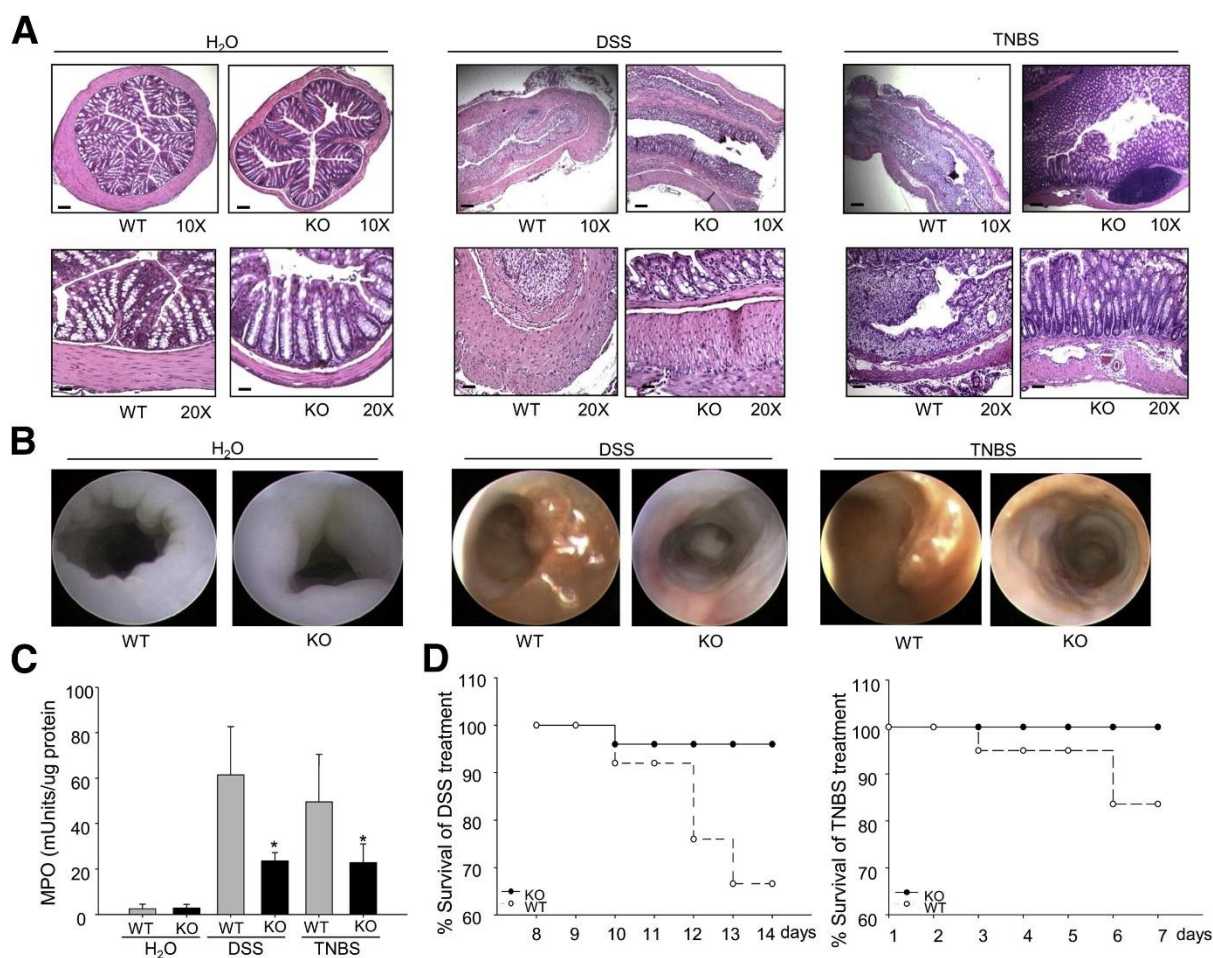 A
H₂O DSS TNBS
WT 10X KO 10X WT 10X KO 10X WT 10X KO 10X
WT 20X KO 20X WT 20X KO 20X WT 20X KO 20X
B
H₂O DSS TNBS
WT KO WT KO WT KO
C
MPO (mUnits/ug protein)
100
80
60
40
20
0
* *
WT KO WT KO WT KO
H₂O DSS TNBS
D
% Survival of DSS treatment
110
100
90
80
70
60
KO
WT
8 9 10 11 12 13 14 days
% Survival of TNBS treatment
110
100
90
80
70
60
KO
WT
1 2 3 4 5 6 7 days